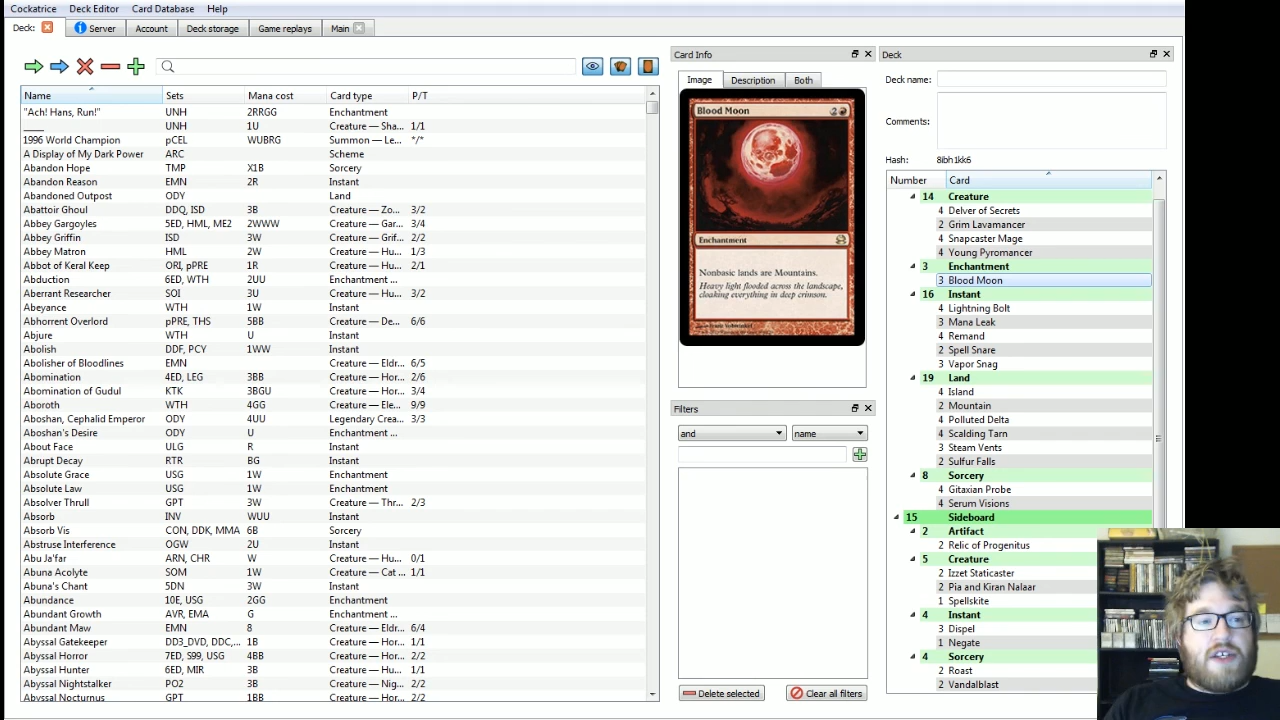 Cockatrice Deck Editor Card Database Help
Deck: Server Account Deck storage Game replays Main
Name Sets Mana cost Card type P/T
"Ach! Hans, Run!" UNH 2RRGG Enchantment
_____ UNH 1U Creature — Sha... 1/1
1996 World Champion pCEL WUBRG Summon — Le... */*
A Display of My Dark Power ARC Scheme
Abandon Hope TMP X1B Sorcery
Abandon Reason EMN 2R Instant
Abandoned Outpost ODY Land
Abattoir Ghoul DDQ, ISD 3B Creature — Zo... 3/2
Abbey Gargoyles 5ED, HML, ME2 2WWW Creature — Gar... 3/4
Abbey Griffin ISD 3W Creature — Grif... 2/2
Abbey Matron HML 2W Creature — Hu... 1/3
Abbot of Keral Keep ORI, pPRE 1R Creature — Hu... 2/1
Abduction 6ED, WTH 2UU Enchantment ...
Aberrant Researcher SOI 3U Creature — Hu... 3/2
Abeyance WTH 1W Instant
Abhorrent Overlord pPRE, THS 5BB Creature — De... 6/6
Abjure WTH U Instant
Abolish DDF, PCY 1WW Instant
Abolisher of Bloodlines EMN Creature — Eldr... 6/5
Abomination 4ED, LEG 3BB Creature — Hor... 2/6
Abomination of Gudul KTK 3BGU Creature — Hor... 3/4
Aboroth WTH 4GG Creature — Ele... 9/9
Aboshan, Cephalid Emperor ODY 4UU Legendary Crea... 3/3
Aboshan's Desire ODY U Enchantment ...
About Face ULG R Instant
Abrupt Decay RTR BG Instant
Absolute Grace USG 1W Enchantment
Absolute Law USG 1W Enchantment
Absolver Thrull GPT 3W Creature — Thr... 2/3
Absorb INV WUU Instant
Absorb Vis CON, DDK, MMA 6B Sorcery
Abstruse Interference OGW 2U Instant
Abu Ja'far ARN, CHR W Creature — Hu... 0/1
Abuna Acolyte SOM 1W Creature — Cat ... 1/1
Abuna's Chant 5DN 3W Instant
Abundance 10E, USG 2GG Enchantment
Abundant Growth AVR, EMA G Enchantment ...
Abundant Maw EMN 8 Creature — Eldr... 6/4
Abyssal Gatekeeper DD3_DVD, DDC,... 1B Creature — Hor... 1/1
Abyssal Horror 7ED, S99, USG 4BB Creature — Hor... 2/2
Abyssal Hunter 6ED, MIR 3B Creature — Hu... 1/1
Abyssal Nightstalker PO2 3B Creature — Nig... 2/2
Abyssal Nocturnus GPT 1BB Creature — Hor... 2/2
Card Info
Image Description Both
Blood Moon 2
Enchantment
Nonbasic lands are Mountains.
Heavy light flooded across the landscape,
cloaking everything in deep crimson.
Filters
and name
Delete selected Clear all filters
Deck
Deck name:
Comments:
Hash: 8ibh1kk6
Number Card
14 Creature
4 Delver of Secrets
2 Grim Lavamancer
4 Snapcaster Mage
4 Young Pyromancer
3 Enchantment
3 Blood Moon
16 Instant
4 Lightning Bolt
3 Mana Leak
4 Remand
2 Spell Snare
3 Vapor Snag
19 Land
4 Island
2 Mountain
4 Polluted Delta
4 Scalding Tarn
3 Steam Vents
2 Sulfur Falls
8 Sorcery
4 Gitaxian Probe
4 Serum Visions
15 Sideboard
2 Artifact
2 Relic of Progenitus
5 Creature
2 Izzet Staticaster
2 Pia and Kiran Nalaar
1 Spellskite
4 Instant
3 Dispel
1 Negate
4 Sorcery
2 Roast
2 Vandalblast